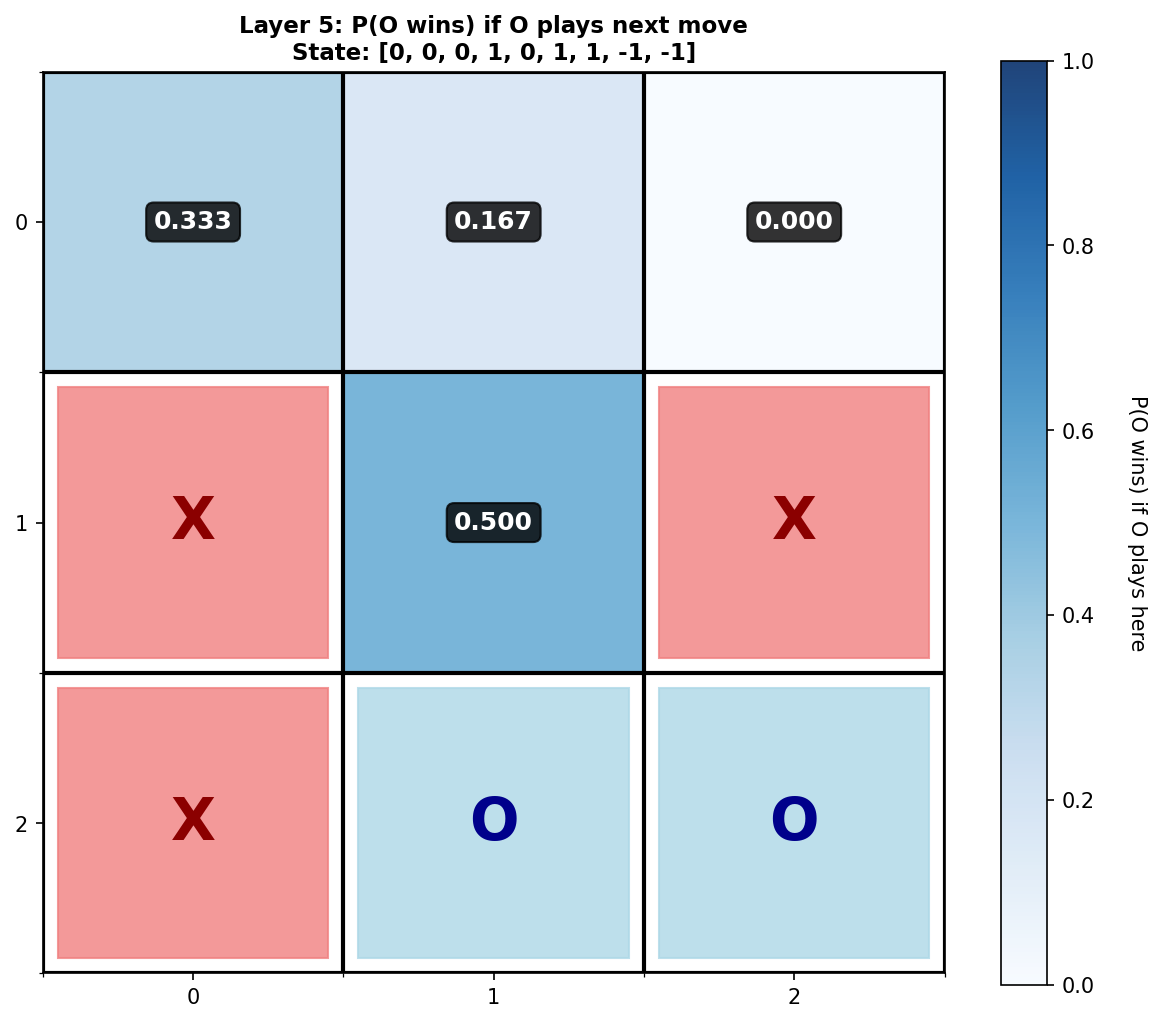 Layer 5: P(O wins) if O plays next move
State: [0, 0, 0, 1, 0, 1, 1, -1, -1]
0
0.333
0.167
0.000
1
X
0.500
X
2
X
O
O
0
1
2
1.0
0.8
0.6
0.4
0.2
0.0
P(O wins) if O plays here